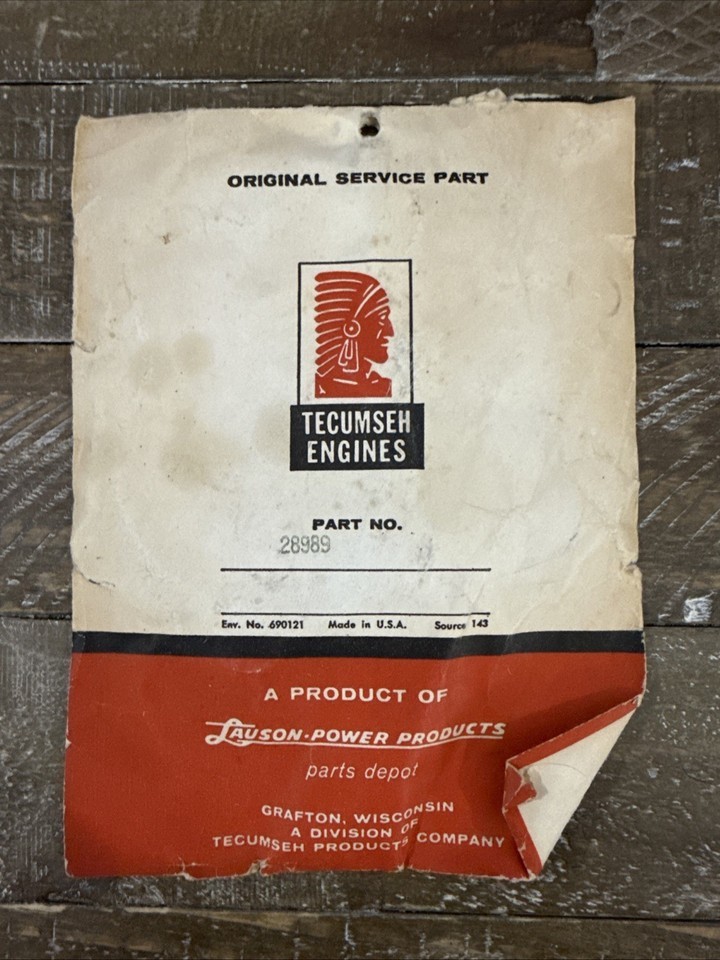 ORIGINAL SERVICE PART
TECUMSEH
ENGINES
PART NO.
28989
Env. No. 690121 Made in U.S.A. Source 143
A PRODUCT OF
LAUSON-POWER PRODUCTS
parts depot
GRAFTON, WISCONSIN
A DIVISION OF
TECUMSEH PRODUCTS COMPANY